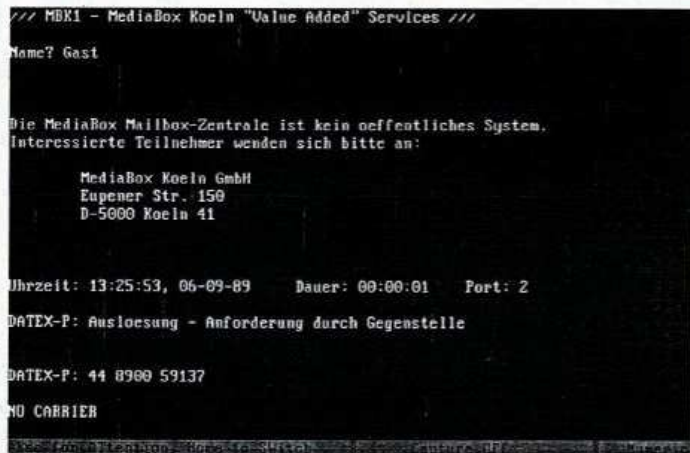 /// MBK1 - MediaBox Koeln "Value Added" Services ///
Name? Gast
Die MediaBox Mailbox-Zentrale ist kein oeffentliches System.
Interessierte Teilnehmer wenden sich bitte an:
MediaBox Koeln GmbH
Eupener Str. 150
D-5000 Koeln 41
Uhrzeit: 13:25:53, 06-09-89 Dauer: 00:00:01 Port: 2
DATEX-P: Ausloesung - Anforderung durch Gegenstelle
DATEX-P: 44 8900 59137
NO CARRIER